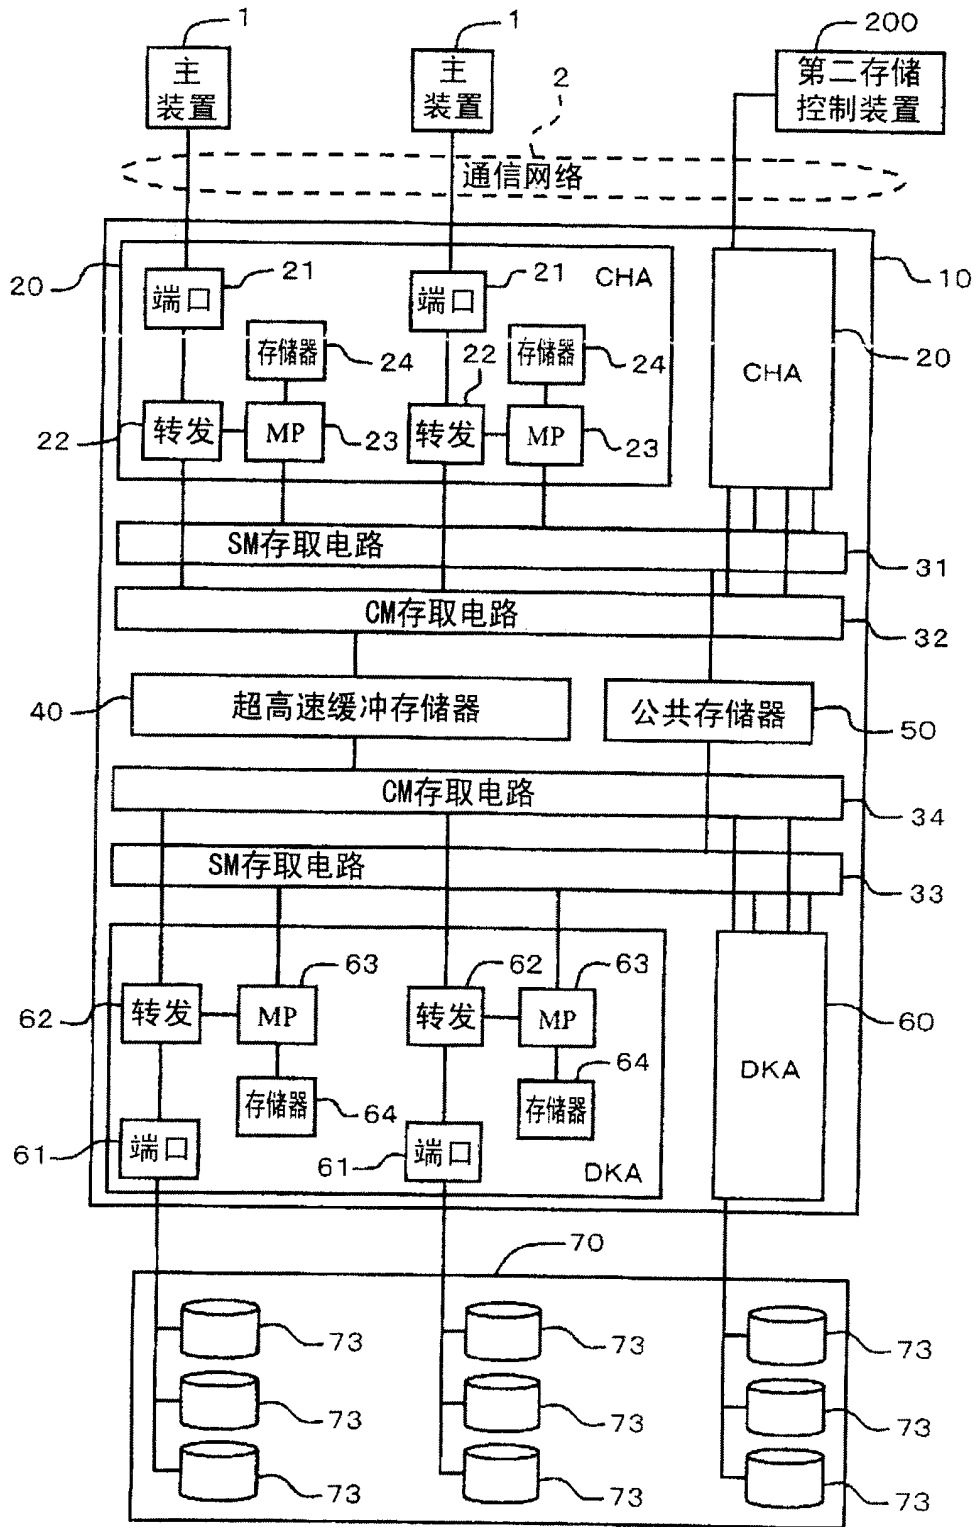 1
1
200
主
装置
主
装置
第二存储
控制装置
2
通信网络
20
21
端口
21
端口
CHA
10
存储器
24
22
存储器
24
CHA
20
22
转发
MP
23
转发
MP
23
SM存取电路
31
CM存取电路
32
40
超高速缓冲存储器
公共存储器
50
CM存取电路
34
SM存取电路
33
63
62
63
62
转发
MP
转发
MP
60
64
存储器
64
存储器
DKA
61
端口
61
端口
DKA
70
73
73
73
73
73
73
73
73
73